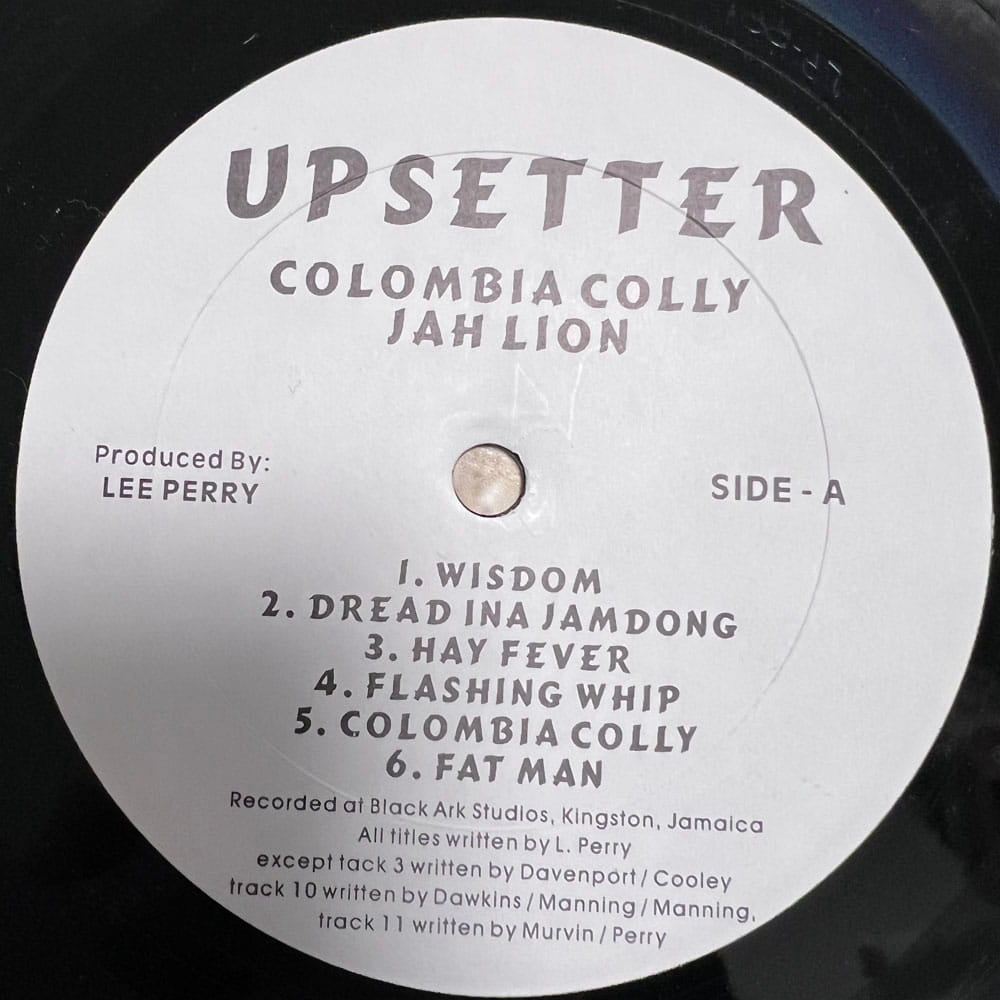 UPSETTER
COLOMBIA COLLY
JAH LION
Produced By:
LEE PERRY
SIDE - A
1. WISDOM
2. DREAD INA JAMDONG
3. HAY FEVER
4. FLASHING WHIP
5. COLOMBIA COLLY
6. FAT MAN
Recorded at Black Ark Studios, Kingston, Jamaica
All titles written by L. Perry
except tack 3 written by Davenport / Cooley
track 10 written by Dawkins / Manning / Manning,
track 11 written by Murvin / Perry